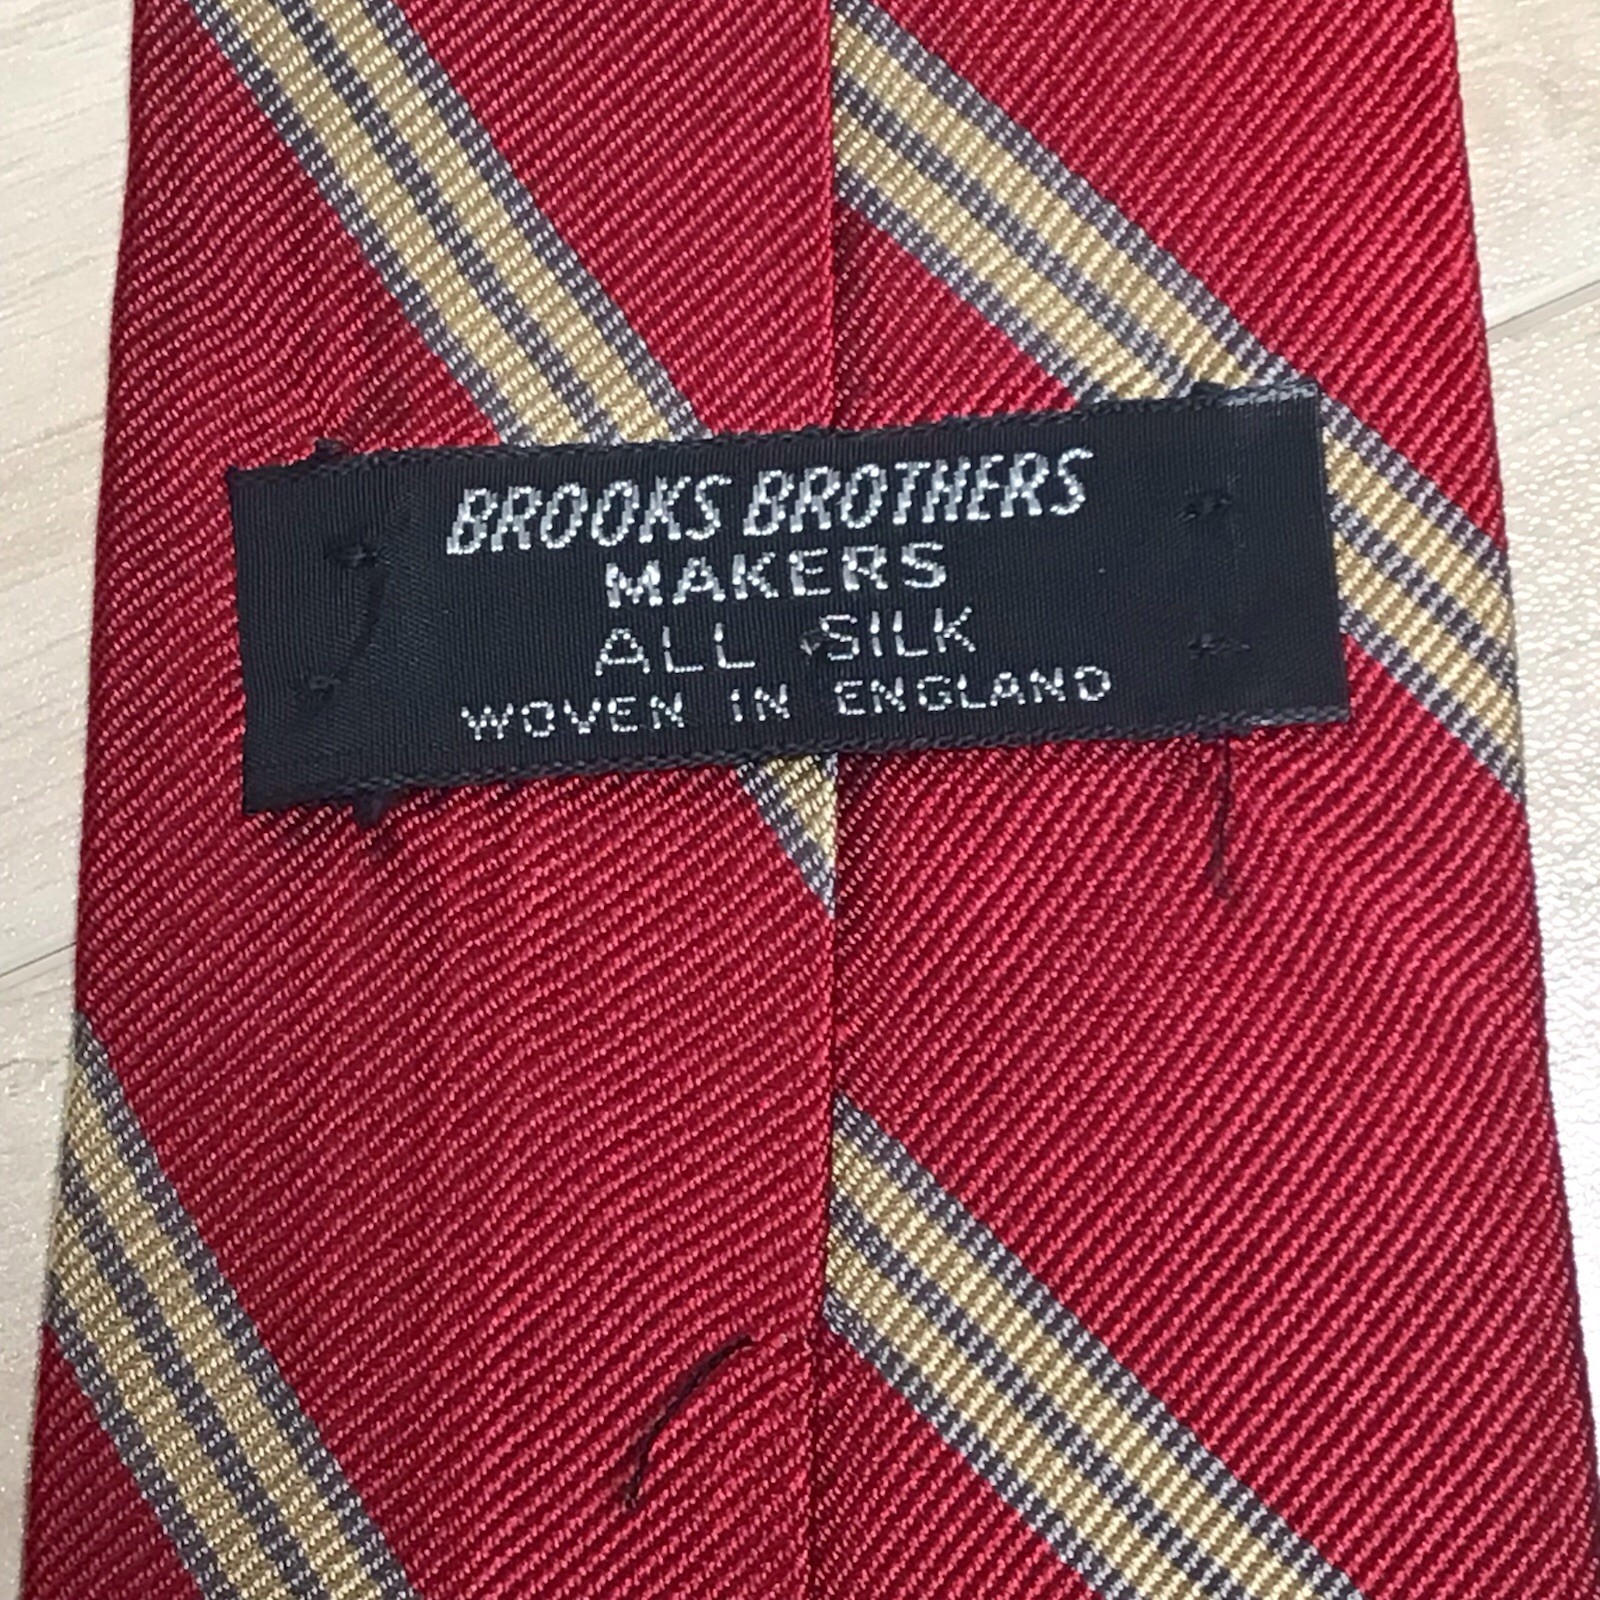 BROOKS BROTHERS
MAKERS
ALL SILK
WOVEN IN ENGLAND